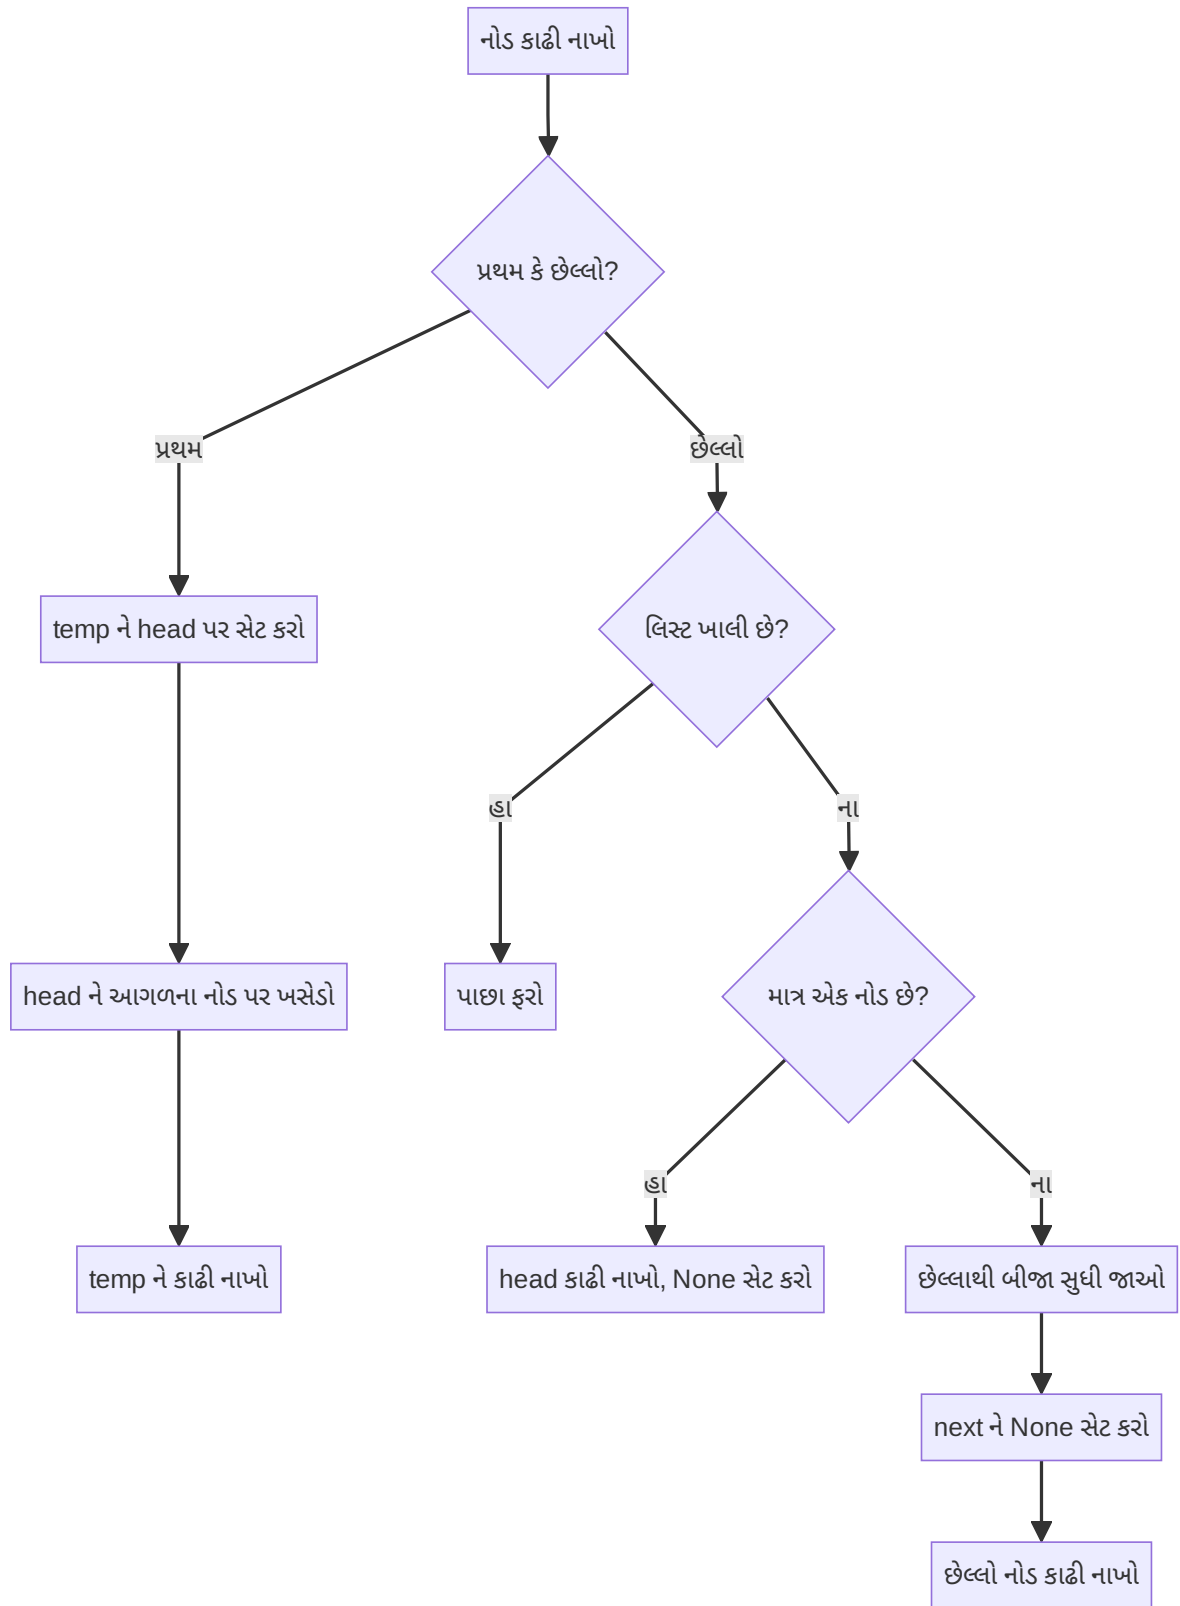 નોડ કાઢી નાખો
પ્રથમ કે છેલ્લો?
પ્રથમ
છેલ્લો
temp ને head પર સેટ કરો
લિસ્ટ ખાલી છે?
હા
ના
head ને આગળના નોડ પર ખસેડો
પાછા ફરો
માત્ર એક નોડ છે?
હા
ના
temp ને કાઢી નાખો
head કાઢી નાખો, None સેટ કરો
છેલ્લાથી બીજા સુધી જાઓ
next ને None સેટ કરો
છેલ્લો નોડ કાઢી નાખો